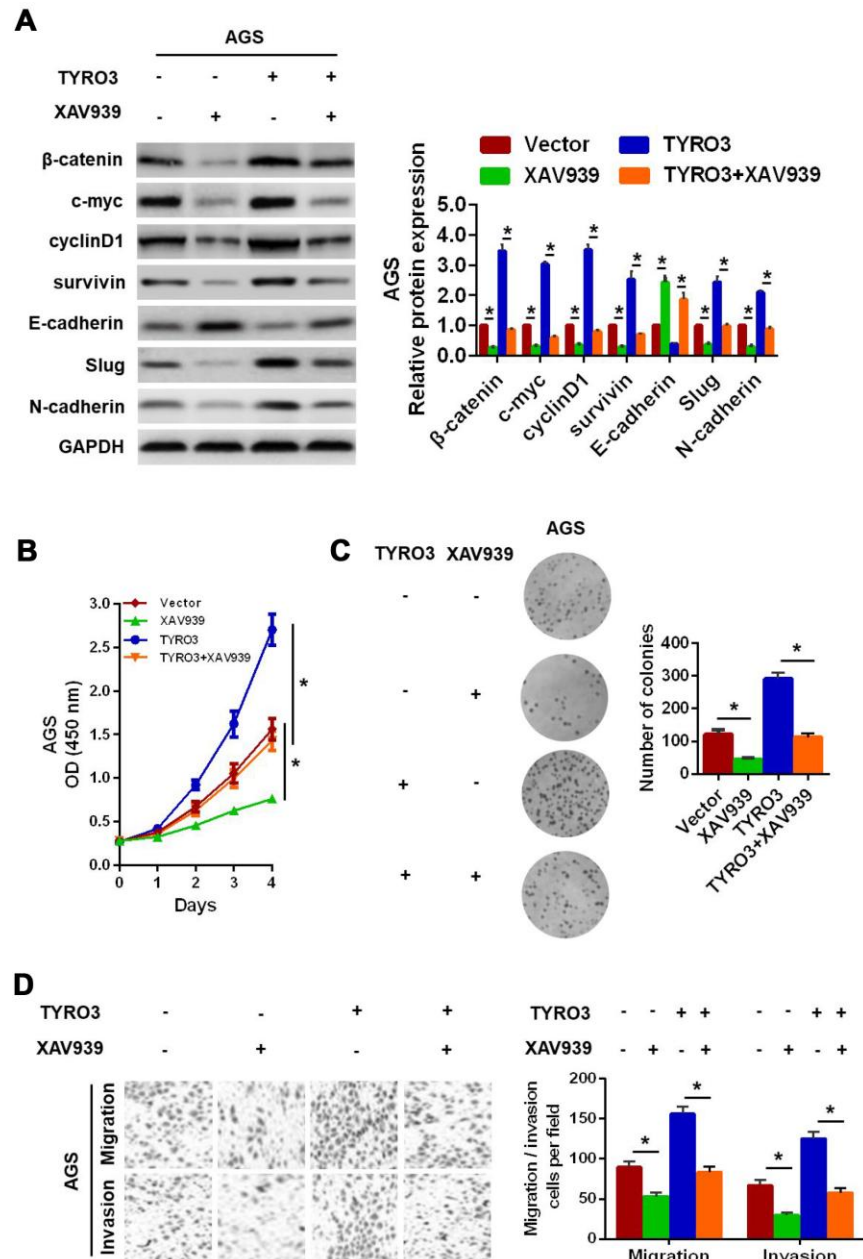 A
AGS
TYRO3 - - + +
XAV939 - + - +
β-catenin
c-myc
cyclinD1
survivin
E-cadherin
Slug
N-cadherin
GAPDH
Vector TYRO3
XAV939 TYRO3+XAV939
AGS
Relative protein expression
5.0
4.0
3.0
2.0
1.0
0.0
* * * * * * * * * * * * * *
β-catenin c-myc cyclinD1 survivin E-cadherin Slug N-cadherin
B
Vector
XAV939
TYRO3
TYRO3+XAV939
AGS
OD (450 nm)
3.0
2.5
2.0
1.5
1.0
0.5
0.0
*
*
0 1 2 3 4
Days
C
AGS
TYRO3 XAV939
- -
- +
+ -
+ +
Number of colonies
400
300
200
100
0
* *
Vector XAV939 TYRO3 TYRO3+XAV939
D
TYRO3 - - + +
XAV939 - + - +
AGS
Migration
Invasion
TYRO3 - - + + - - + +
XAV939 - + - + - + - +
Migration / invasion
cells per field
200
150
100
50
0
* * * *
Migration Invasion